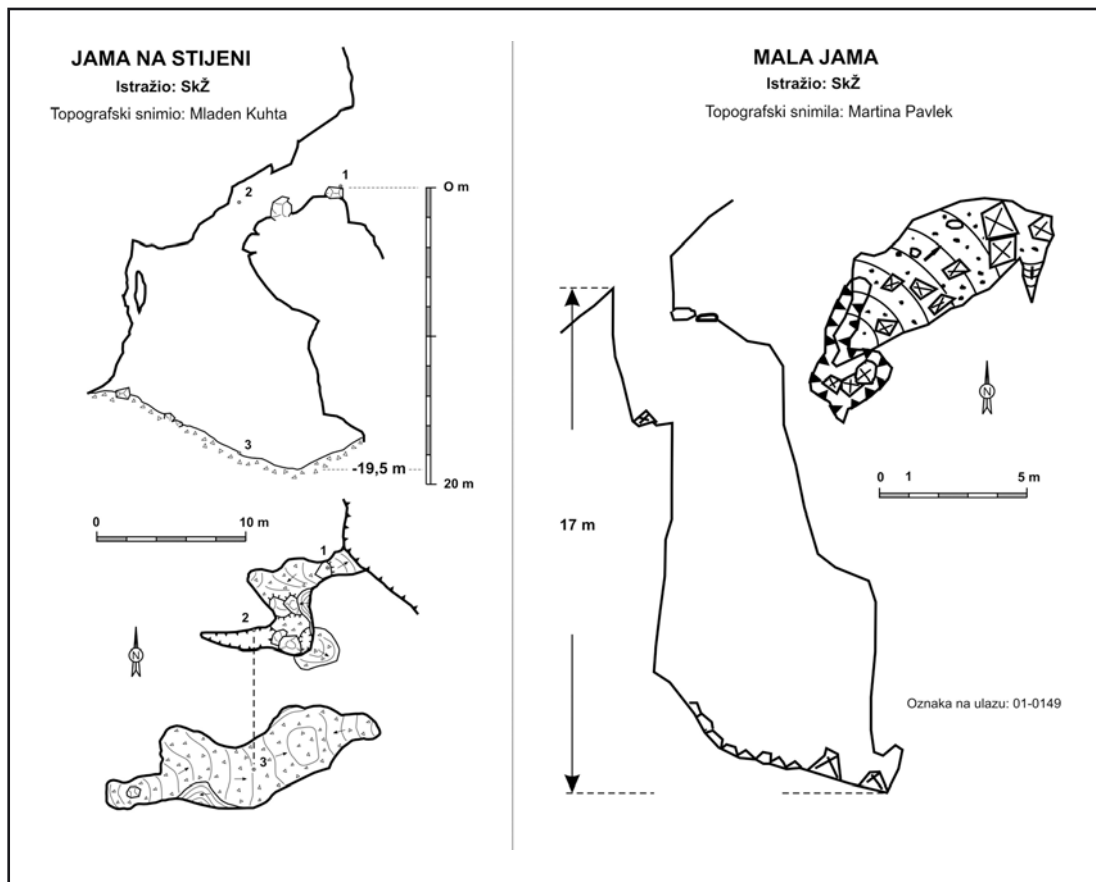 JAMA NA STIJENI
Istražio: SkŽ
Topografski snimio: Mladen Kuhta
1
2
O m
3
-19,5 m
20 m
0 10 m
1
2
N
3
MALA JAMA
Istražio: SkŽ
Topografski snimila: Martina Pavlek
N
0 1 5 m
17 m
Oznaka na ulazu: 01-0149